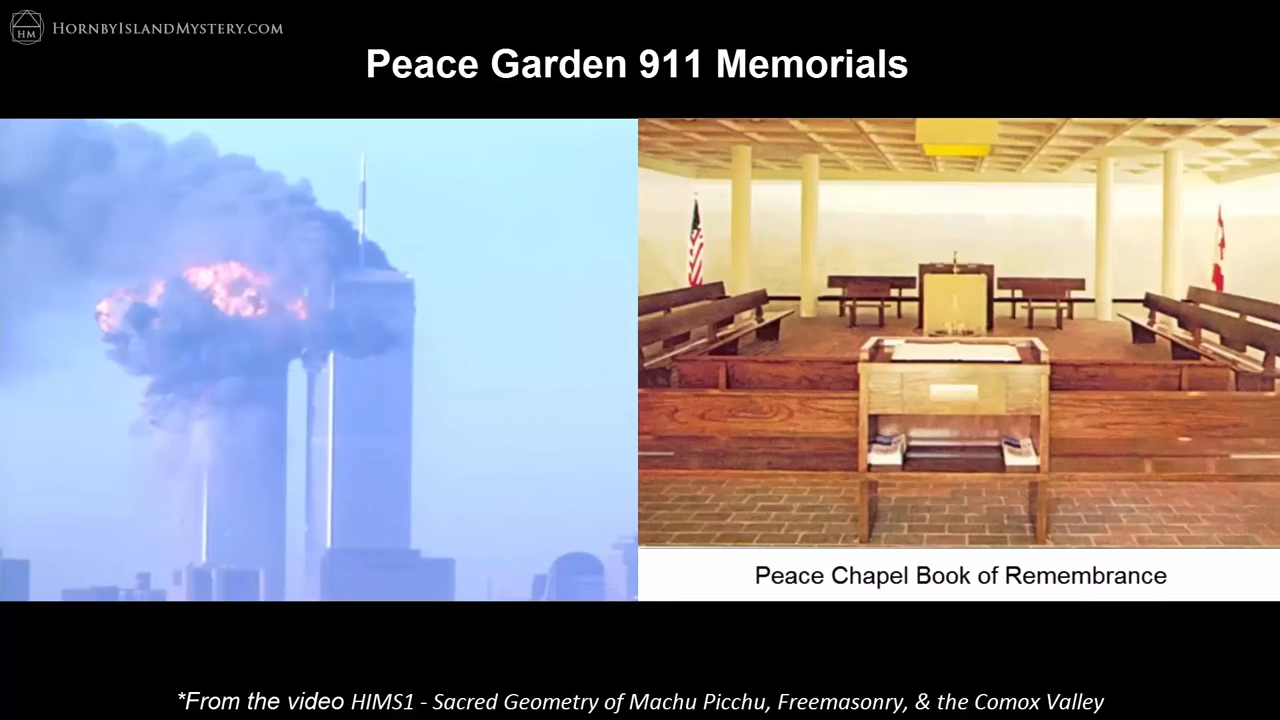 HM
HORNBYISLANDMYSTERY.COM
Peace Garden 911 Memorials
Peace Chapel Book of Remembrance
*From the video HIMS1 - Sacred Geometry of Machu Picchu, Freemasonry, & the Comox Valley